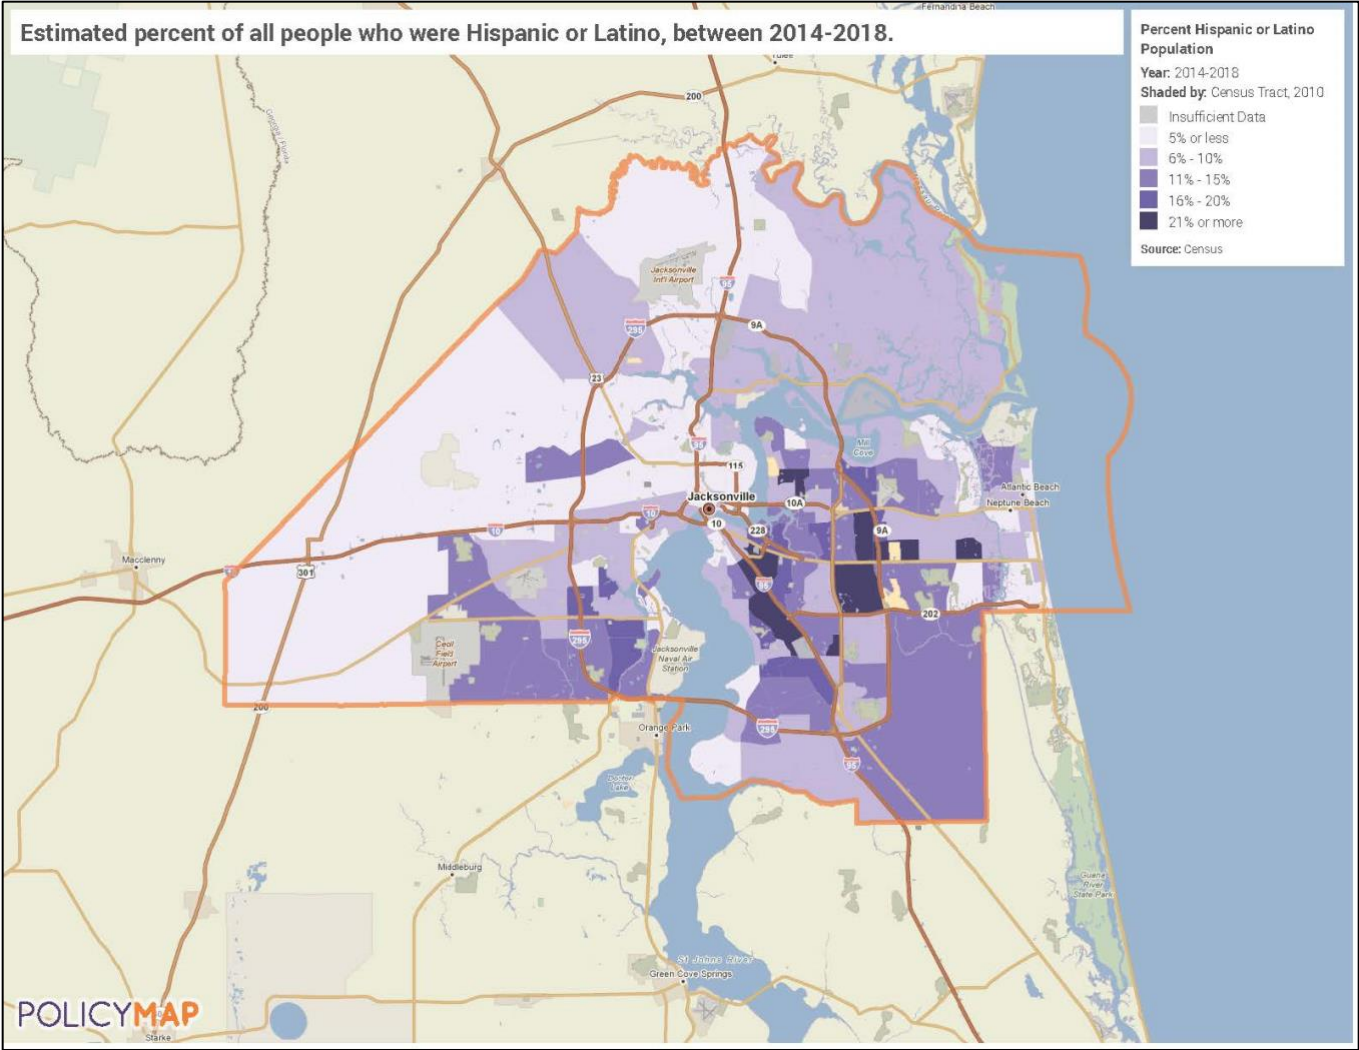 Fernandina Beach
Estimated percent of all people who were Hispanic or Latino, between 2014-2018.
Percent Hispanic or Latino
Population
Year: 2014-2018
Shaded by: Census Tract, 2010
Insufficient Data
5% or less
6% - 10%
11% - 15%
16% - 20%
21% or more
Source: Census
200
Jacksonville
Int'l Airport
95
295
9A
23
95
115
Mill
Cove
Jacksonville
10A
Atlantic Beach
Neptune Beach
10
10
10
228
9A
Macclenny
301
95
202
295
Cecil
Field
Airport
Jacksonville
Naval Air
Station
200
Orange Park
295
95
Doctors
Lake
Middleburg
Guana
River
State Park
St Johns River
Green Cove Springs
POLICYMAP
Starke